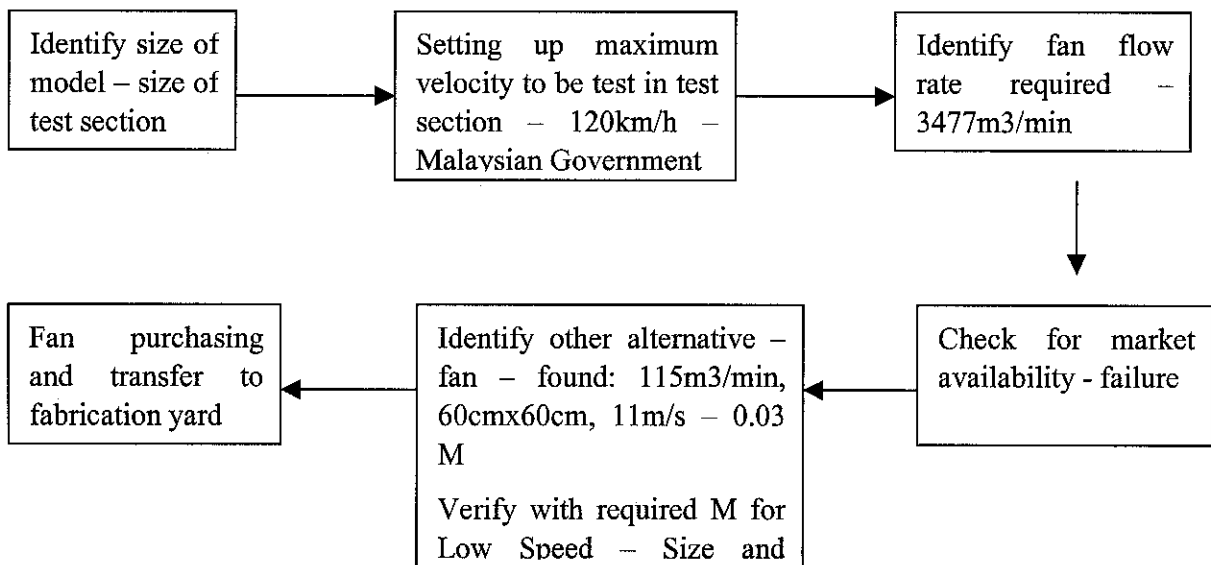 Identify size of
model – size of
test section
Setting up maximum
velocity to be test in test
section – 120km/h –
Malaysian Government
Identify fan flow
rate required –
3477m3/min
Check for market
availability - failure
Identify other alternative –
fan – found: 115m3/min,
60cmx60cm, 11m/s – 0.03
M
Verify with required M for
Low Speed – Size and
Fan purchasing
and transfer to
fabrication yard